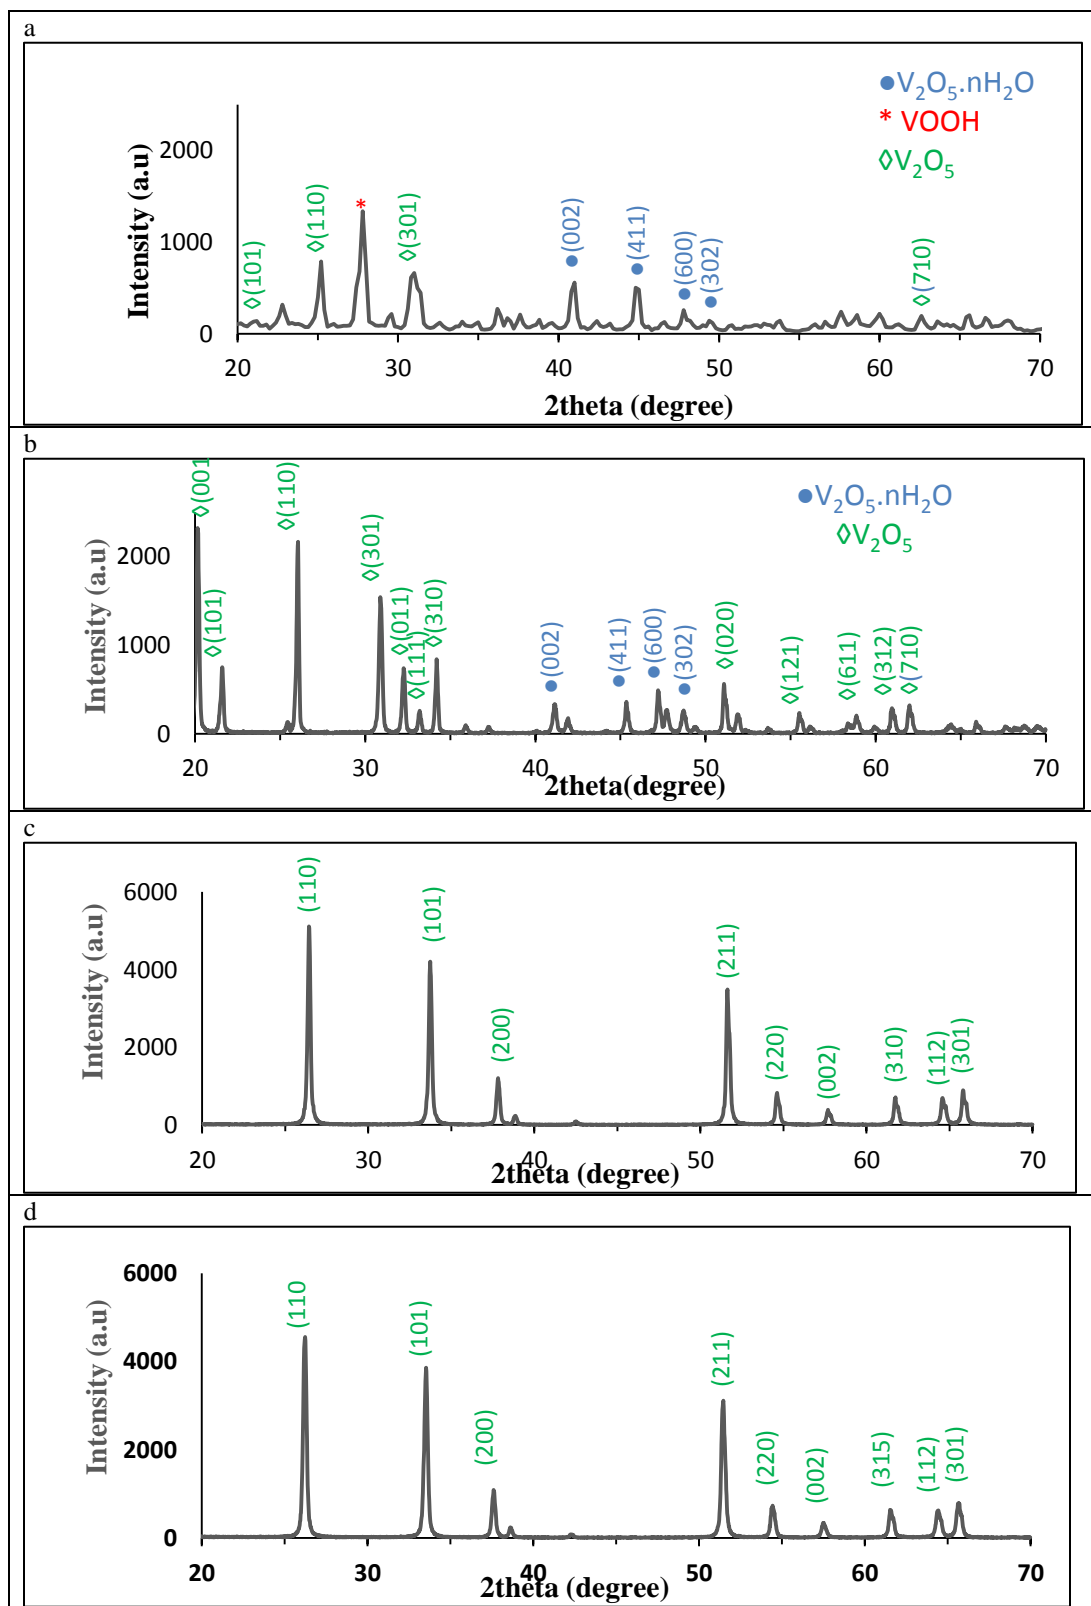 a
●V₂O₅.nH₂O
* VOOH
◊V₂O₅
Intensity (a.u)
2000
1000
0
◊(101)
◊(110)
*
◊(301)
●(002)
●(411)
●(600)
●(302)
◊(710)
20 30 40 50 60 70
2theta (degree)
b
●V₂O₅.nH₂O
◊V₂O₅
Intensity (a.u)
2000
1000
0
◊(001
◊(101)
◊(110)
◊(301)
◊(011)
◊(111)
◊(310)
●(002)
●(411)
●(600)
●(302)
◊(020)
◊(121)
◊(611)
◊(312)
◊(710)
20 30 40 50 60 70
2theta(degree)
c
Intensity (a.u)
6000
4000
2000
0
(110)
(101)
(200)
(211)
(220)
(002)
(310)
(112)
(301)
20 30 40 50 60 70
2theta (degree)
d
Intensity (a.u)
6000
4000
2000
0
(110
(101)
(200)
(211)
(220)
(002)
(315)
(112)
(301)
20 30 40 50 60 70
2theta (degree)